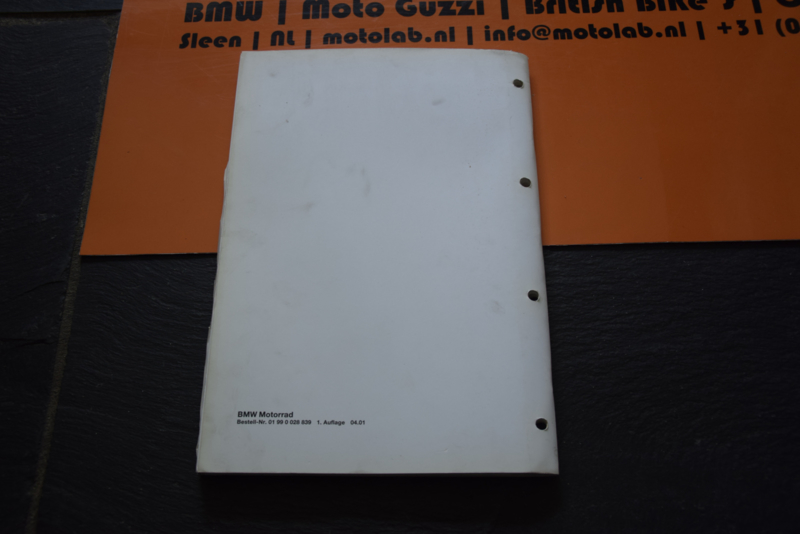 BMW | Moto Guzzi | British Bike's |
Sleen | NL | motolab.nl | info@motolab.nl | +31 (0
BMW Motorrad
Bestell-Nr. 01 99 0 028 839 1. Auflage 04.01